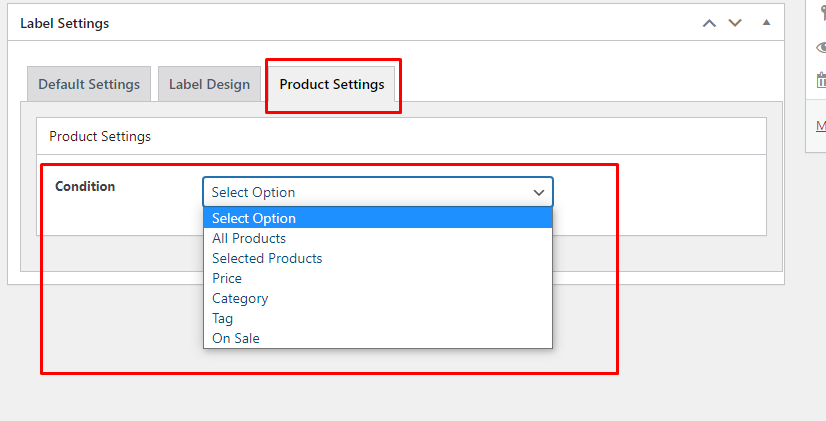 Label Settings
Default Settings
Label Design
Product Settings
Product Settings
Condition
Select Option
Select Option
All Products
Selected Products
Price
Category
Tag
On Sale
M